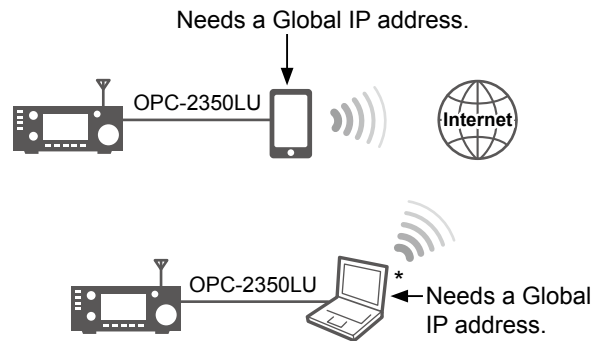 Needs a Global IP address.
OPC-2350LU
Internet
OPC-2350LU
*
Needs a Global
IP address.